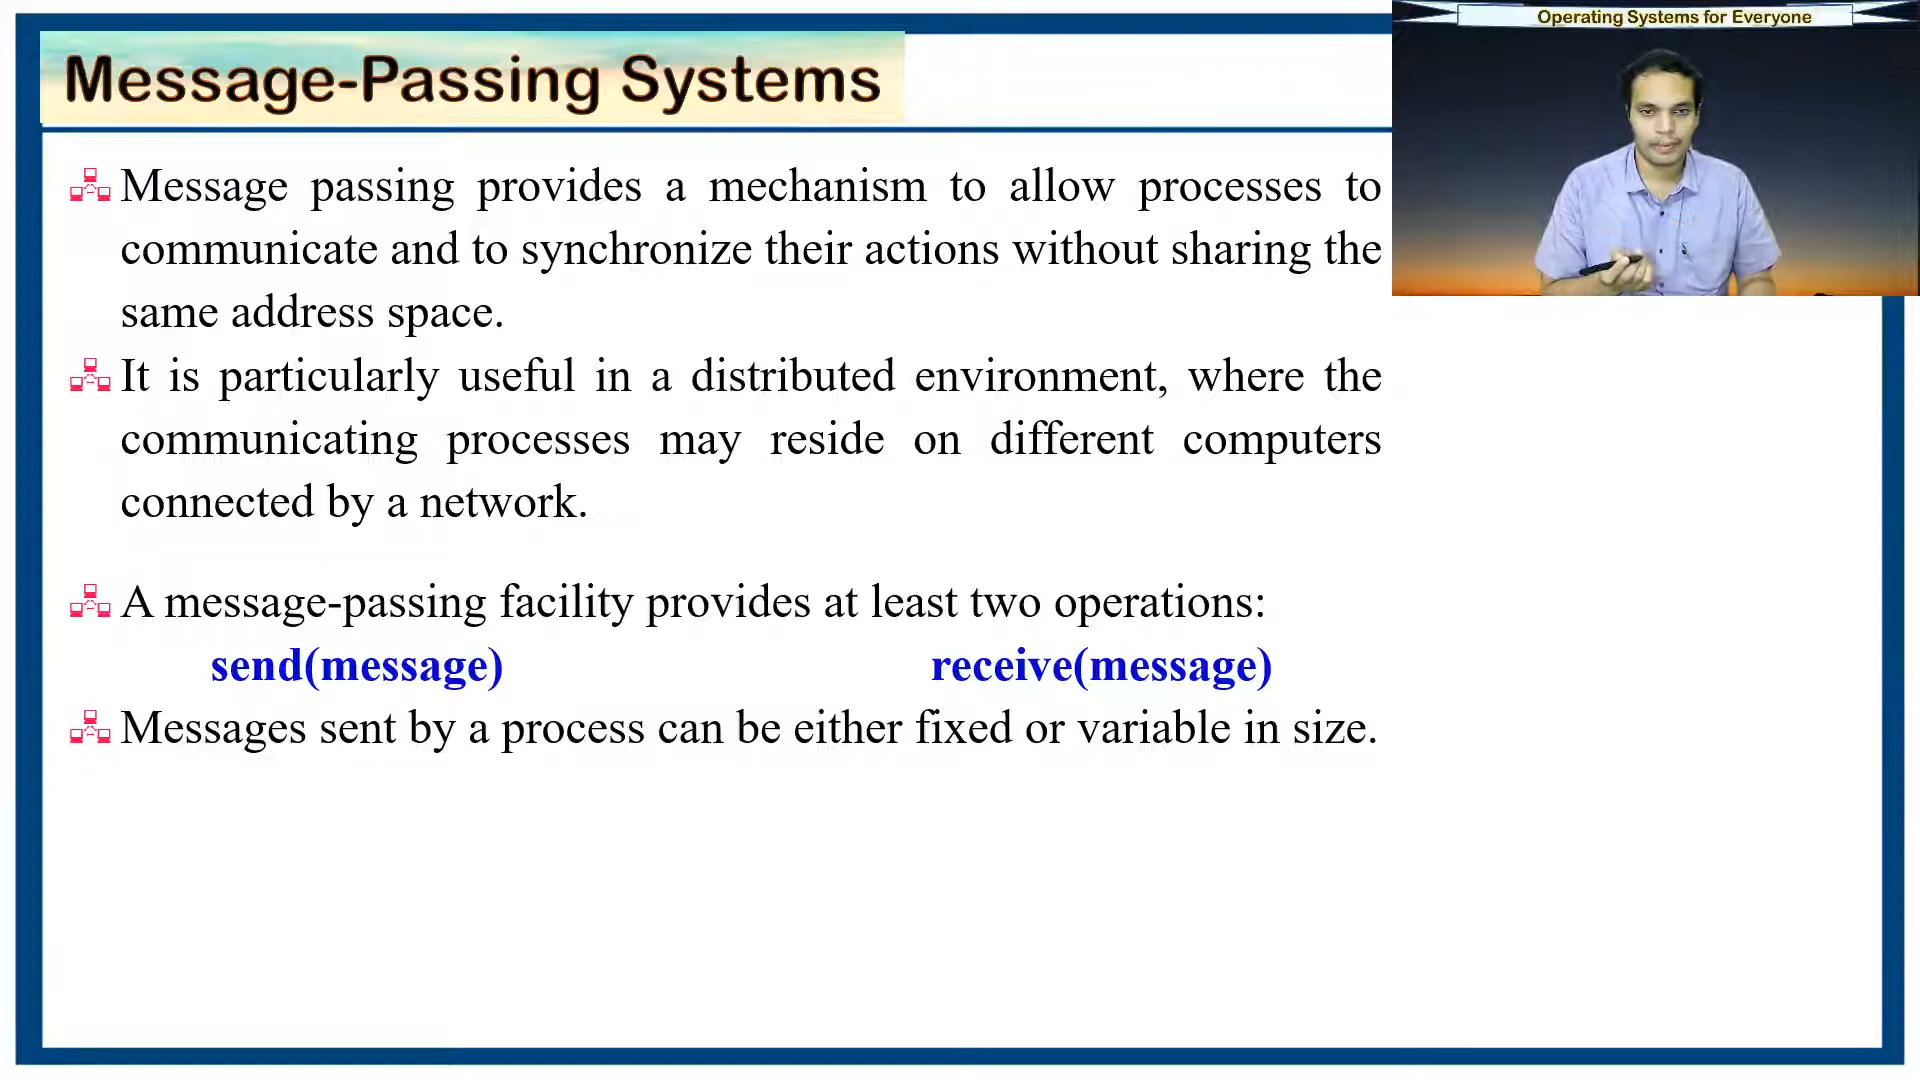 Operating Systems for Everyone
Message-Passing Systems
Message passing provides a mechanism to allow processes to
communicate and to synchronize their actions without sharing the
same address space.
It is particularly useful in a distributed environment, where the
communicating processes may reside on different computers
connected by a network.
A message-passing facility provides at least two operations:
send(message) receive(message)
Messages sent by a process can be either fixed or variable in size.